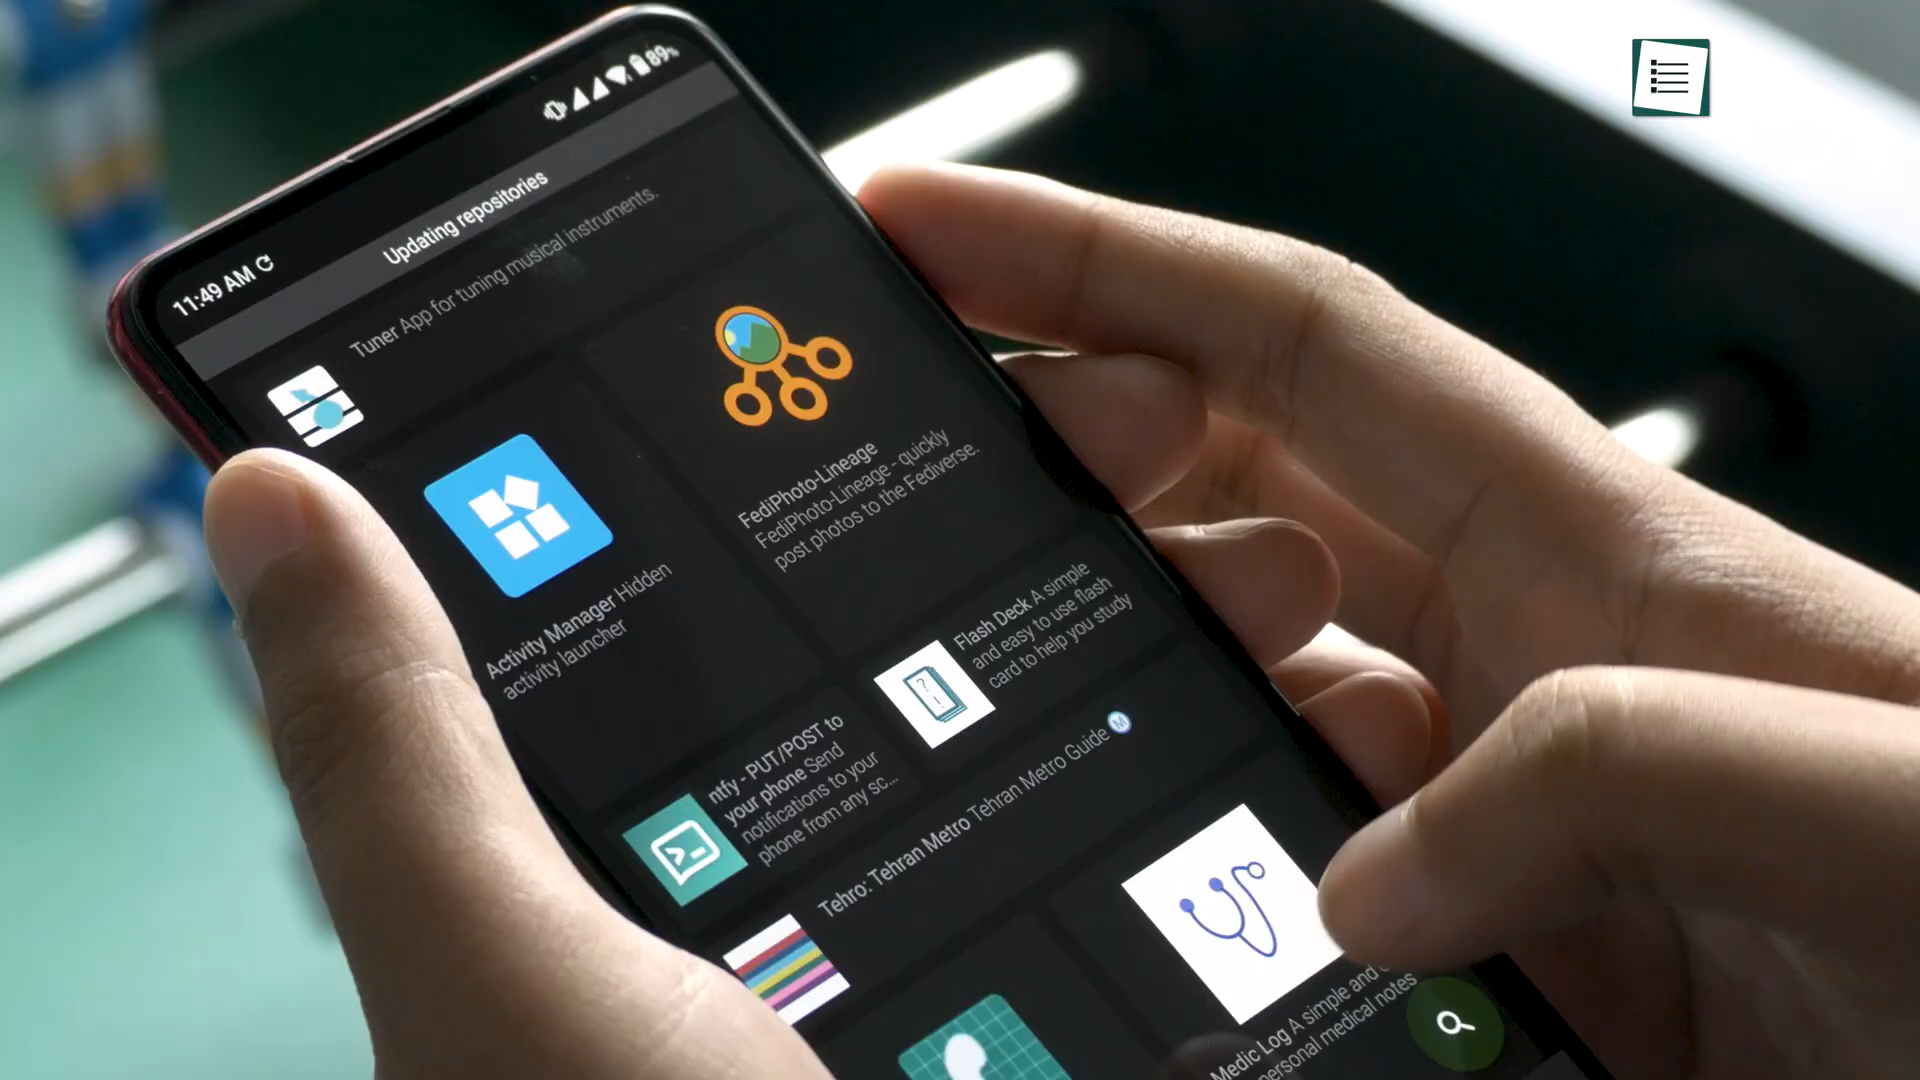 11:49 AM
89%
Updating repositories
Tuner App for tuning musical instruments.
FediPhoto-Lineage
FediPhoto-Lineage - quickly
post photos to the Fediverse.
Activity Manager Hidden
activity launcher
Flash Deck A simple
and easy to use flash
card to help you study
ntfy - PUT/POST to
your phone Send
notifications to your
phone from any sc...
Tehro: Tehran Metro Tehran Metro Guide M
Medic Log A simple and
personal medical notes